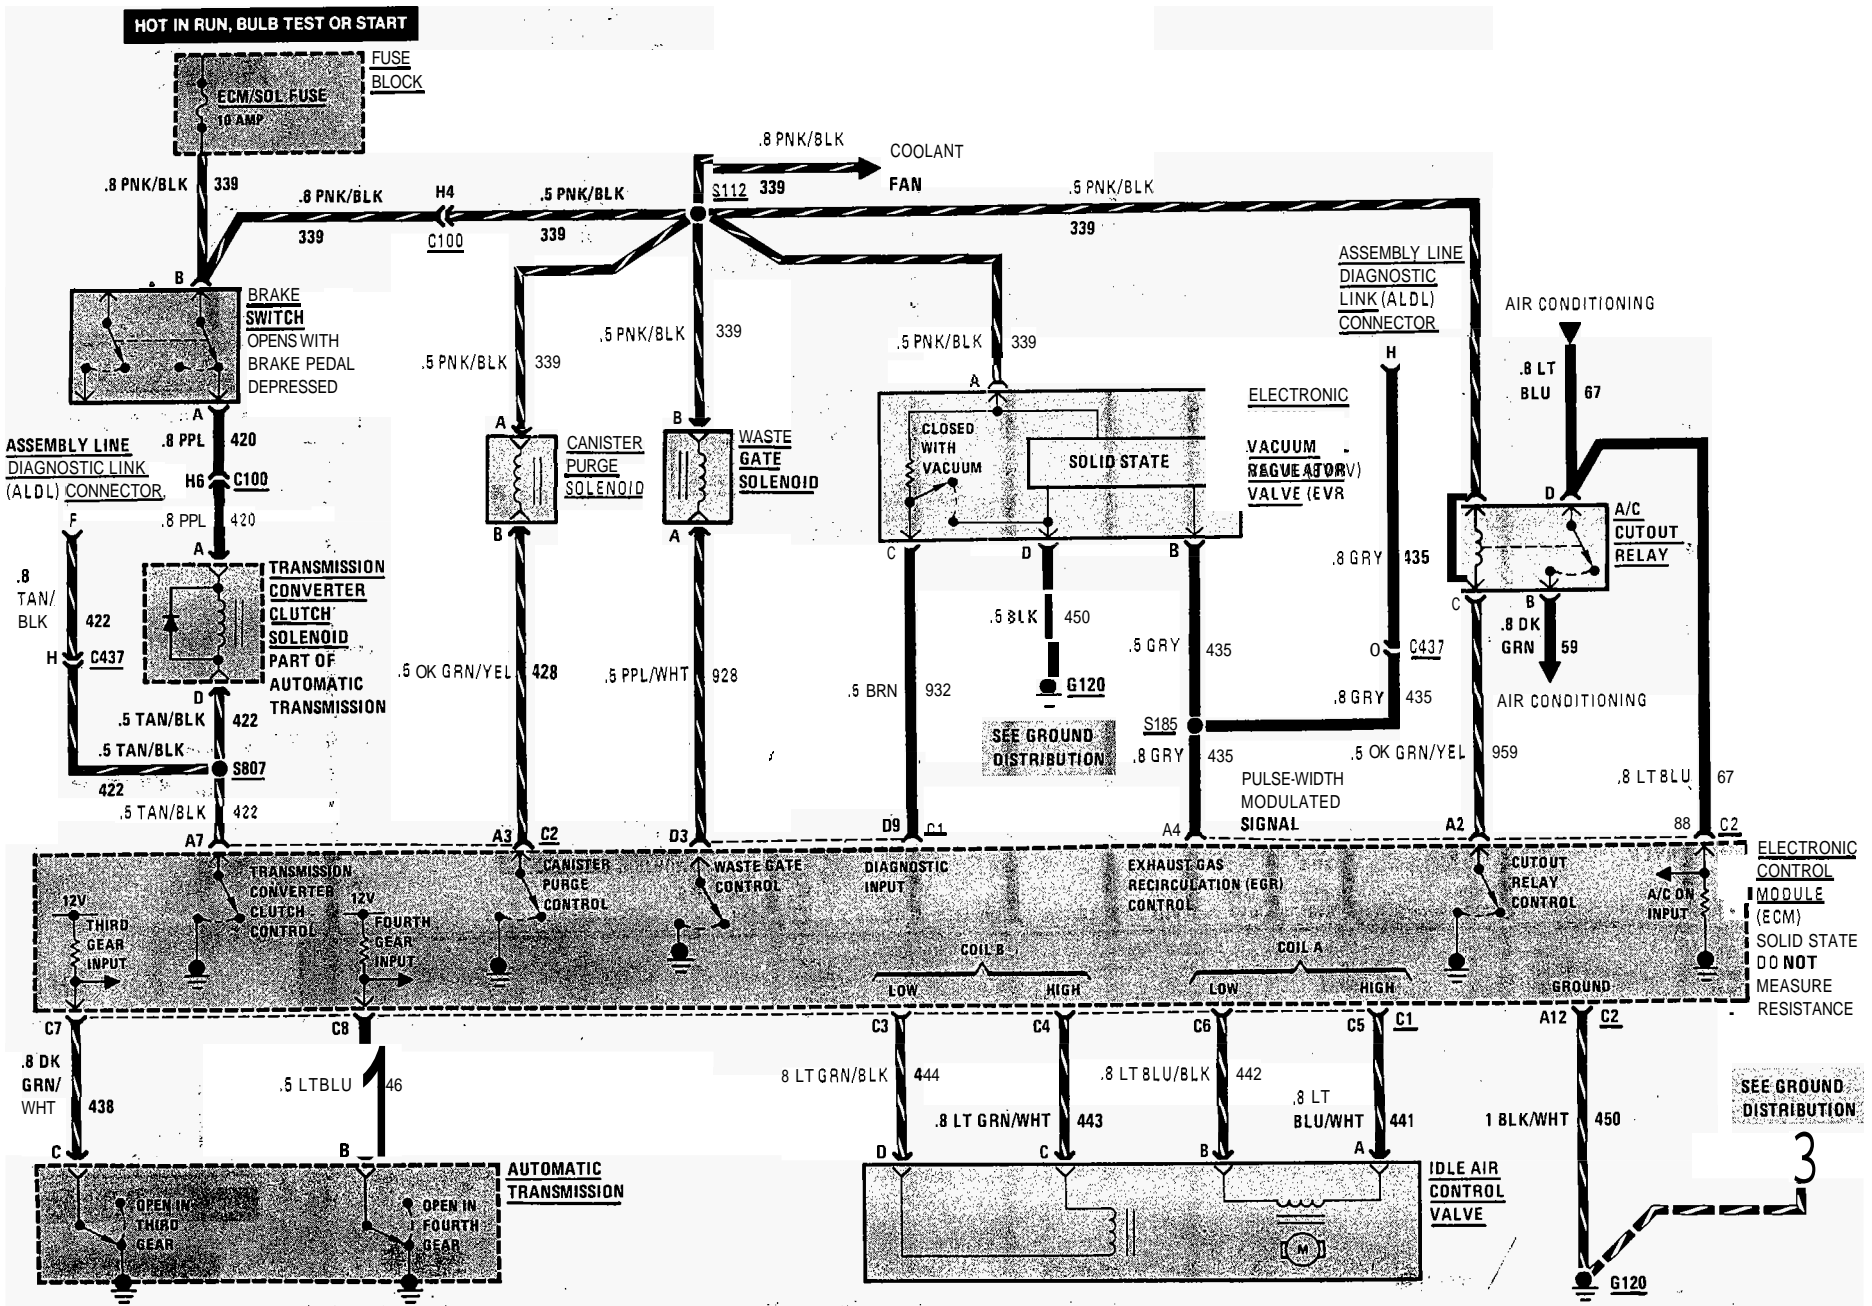 HOT IN RUN, BULB TEST OR START
FUSE
BLOCK
ECM/SOL FUSE
10 AMP
.8 PNK/BLK
339
.8 PNK/BLK
339
H4
C100
.5 PNK/BLK
339
S112
.8 PNK/BLK
339
COOLANT
FAN
.5 PNK/BLK
339
B
BRAKE
SWITCH
OPENS WITH
BRAKE PEDAL
DEPRESSED
A
.8 PPL
420
H6
C100
.8 PPL
420
A
ASSEMBLY LINE
DIAGNOSTIC LINK
(ALDL) CONNECTOR
F
.8
TAN/
BLK
422
H
C437
TRANSMISSION
CONVERTER
CLUTCH
SOLENOID
PART OF
AUTOMATIC
TRANSMISSION
D
.5 TAN/BLK
422
.5 TAN/BLK
422
S807
.5 TAN/BLK
422
A7
.5 PNK/BLK
339
A
CANISTER
PURGE
SOLENOID
B
.5 OK GRN/YEL
428
A3
C2
.5 PNK/BLK
339
B
WASTE
GATE
SOLENOID
A
.5 PPL/WHT
928
D3
.5 PNK/BLK
339
A
CLOSED
WITH
VACUUM
SOLID STATE
ELECTRONIC
VACUUM
VALVE (EVR
C
D
B
.5 BRN
932
D9
C1
.5 BLK
450
G120
SEE GROUND
DISTRIBUTION
.5 GRY
435
S185
.8 GRY
435
A4
PULSE-WIDTH
MODULATED
SIGNAL
ASSEMBLY LINE
DIAGNOSTIC
LINK (ALDL)
CONNECTOR
H
.8 GRY
435
O
C437
.8 GRY
435
AIR CONDITIONING
.8 LT
BLU
67
D
A/C
CUTOUT
RELAY
C
B
.8 DK
GRN
59
AIR CONDITIONING
.5 OK GRN/YEL
959
A2
.8 LT BLU
67
88
C2
ELECTRONIC
CONTROL
MODULE
(ECM)
SOLID STATE
DO NOT
MEASURE
RESISTANCE
12V
THIRD
GEAR
INPUT
TRANSMISSION
CONVERTER
CLUTCH
CONTROL
12V
FOURTH
GEAR
INPUT
CANISTER
PURGE
CONTROL
WASTE GATE
CONTROL
DIAGNOSTIC
INPUT
EXHAUST GAS
RECIRCULATION (EGR)
CONTROL
CUTOUT
RELAY
CONTROL
A/C ON
INPUT
COIL B
LOW
HIGH
COIL A
LOW
HIGH
GROUND
C7
C8
C3
C4
C6
C5
C1
A12
C2
.8 DK
GRN/
WHT
438
.5 LT BLU
46
8 LT GRN/BLK
444
.8 LT GRN/WHT
443
.8 LT BLU/BLK
442
.8 LT
BLU/WHT
441
1 BLK/WHT
450
SEE GROUND
DISTRIBUTION
3
C
B
AUTOMATIC
TRANSMISSION
OPEN IN
THIRD
GEAR
OPEN IN
FOURTH
GEAR
D
C
B
A
M
IDLE AIR
CONTROL
VALVE
G120